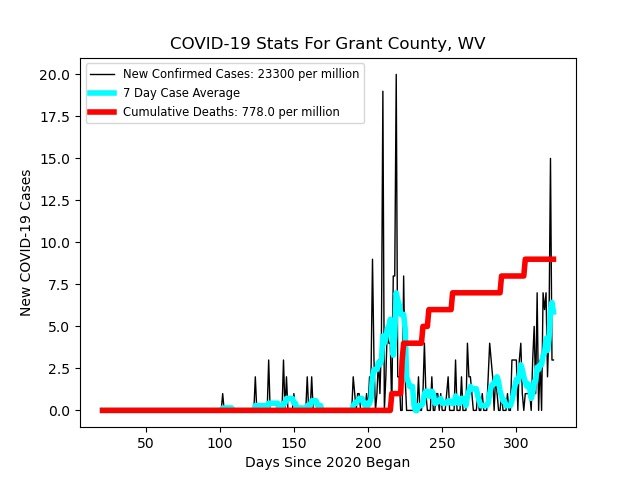 COVID-19 Stats For Grant County, WV
New Confirmed Cases: 23300 per million
7 Day Case Average
Cumulative Deaths: 778.0 per million
New COVID-19 Cases
20.0
17.5
15.0
12.5
10.0
7.5
5.0
2.5
0.0
50 100 150 200 250 300
Days Since 2020 Began